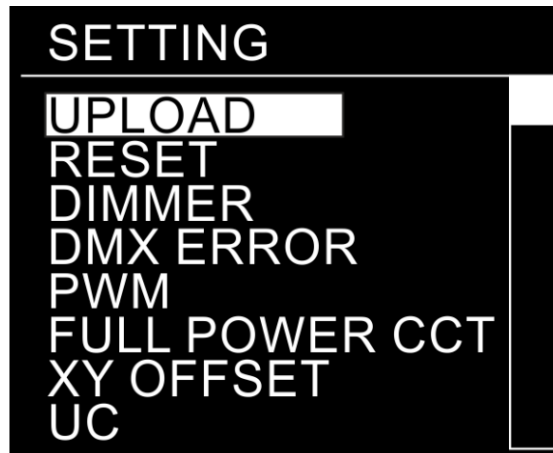 SETTING
UPLOAD
RESET
DIMMER
DMX ERROR
PWM
FULL POWER CCT
XY OFFSET
UC